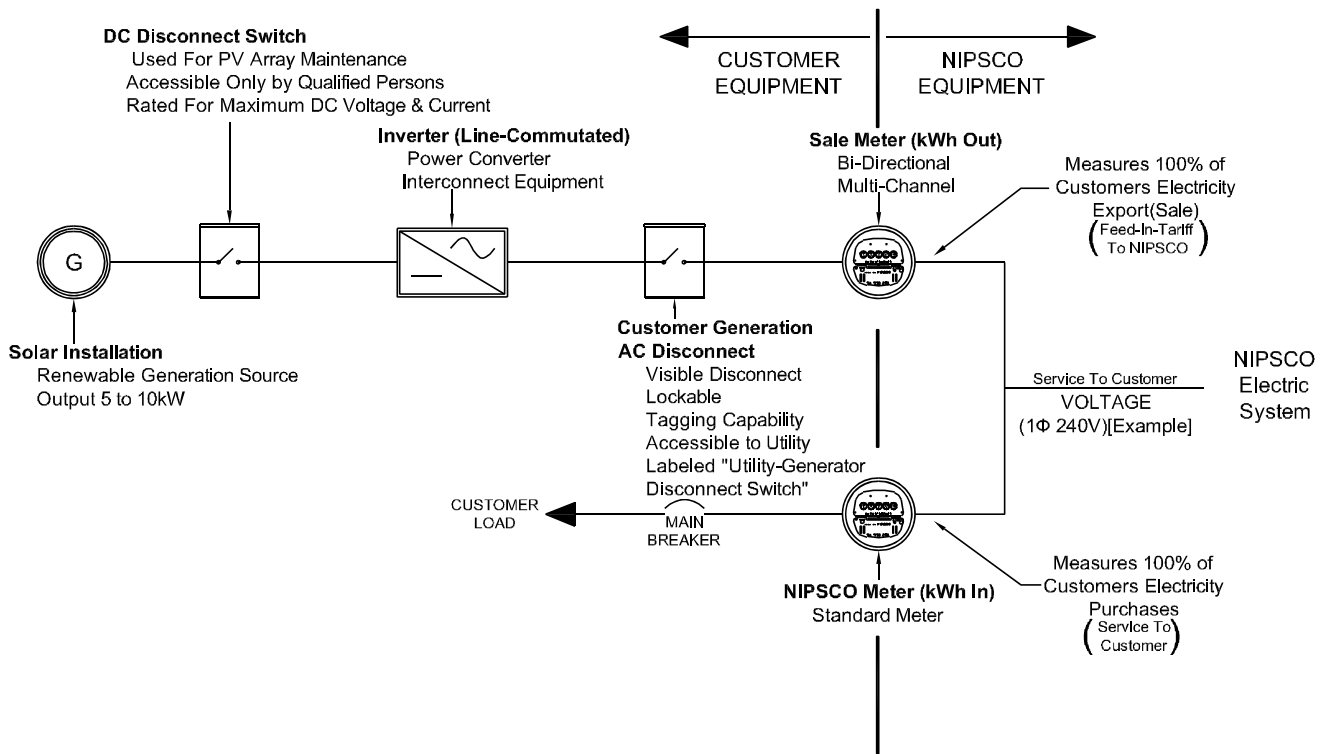 DC Disconnect Switch
Used For PV Array Maintenance
Accessible Only by Qualified Persons
Rated For Maximum DC Voltage & Current
CUSTOMER
EQUIPMENT
NIPSCO
EQUIPMENT
Inverter (Line-Commutated)
Power Converter
Interconnect Equipment
Sale Meter (kWh Out)
Bi-Directional
Multi-Channel
Measures 100% of
Customers Electricity
Export(Sale)
(Feed-In-Tariff
To NIPSCO)
G
Solar Installation
Renewable Generation Source
Output 5 to 10kW
Customer Generation
AC Disconnect
Visible Disconnect
Lockable
Tagging Capability
Accessible to Utility
Labeled "Utility-Generator
Disconnect Switch"
Service To Customer
VOLTAGE
(1Φ 240V)[Example]
NIPSCO
Electric
System
CUSTOMER
LOAD
MAIN
BREAKER
NIPSCO Meter (kWh In)
Standard Meter
Measures 100% of
Customers Electricity
Purchases
(Service To
Customer)